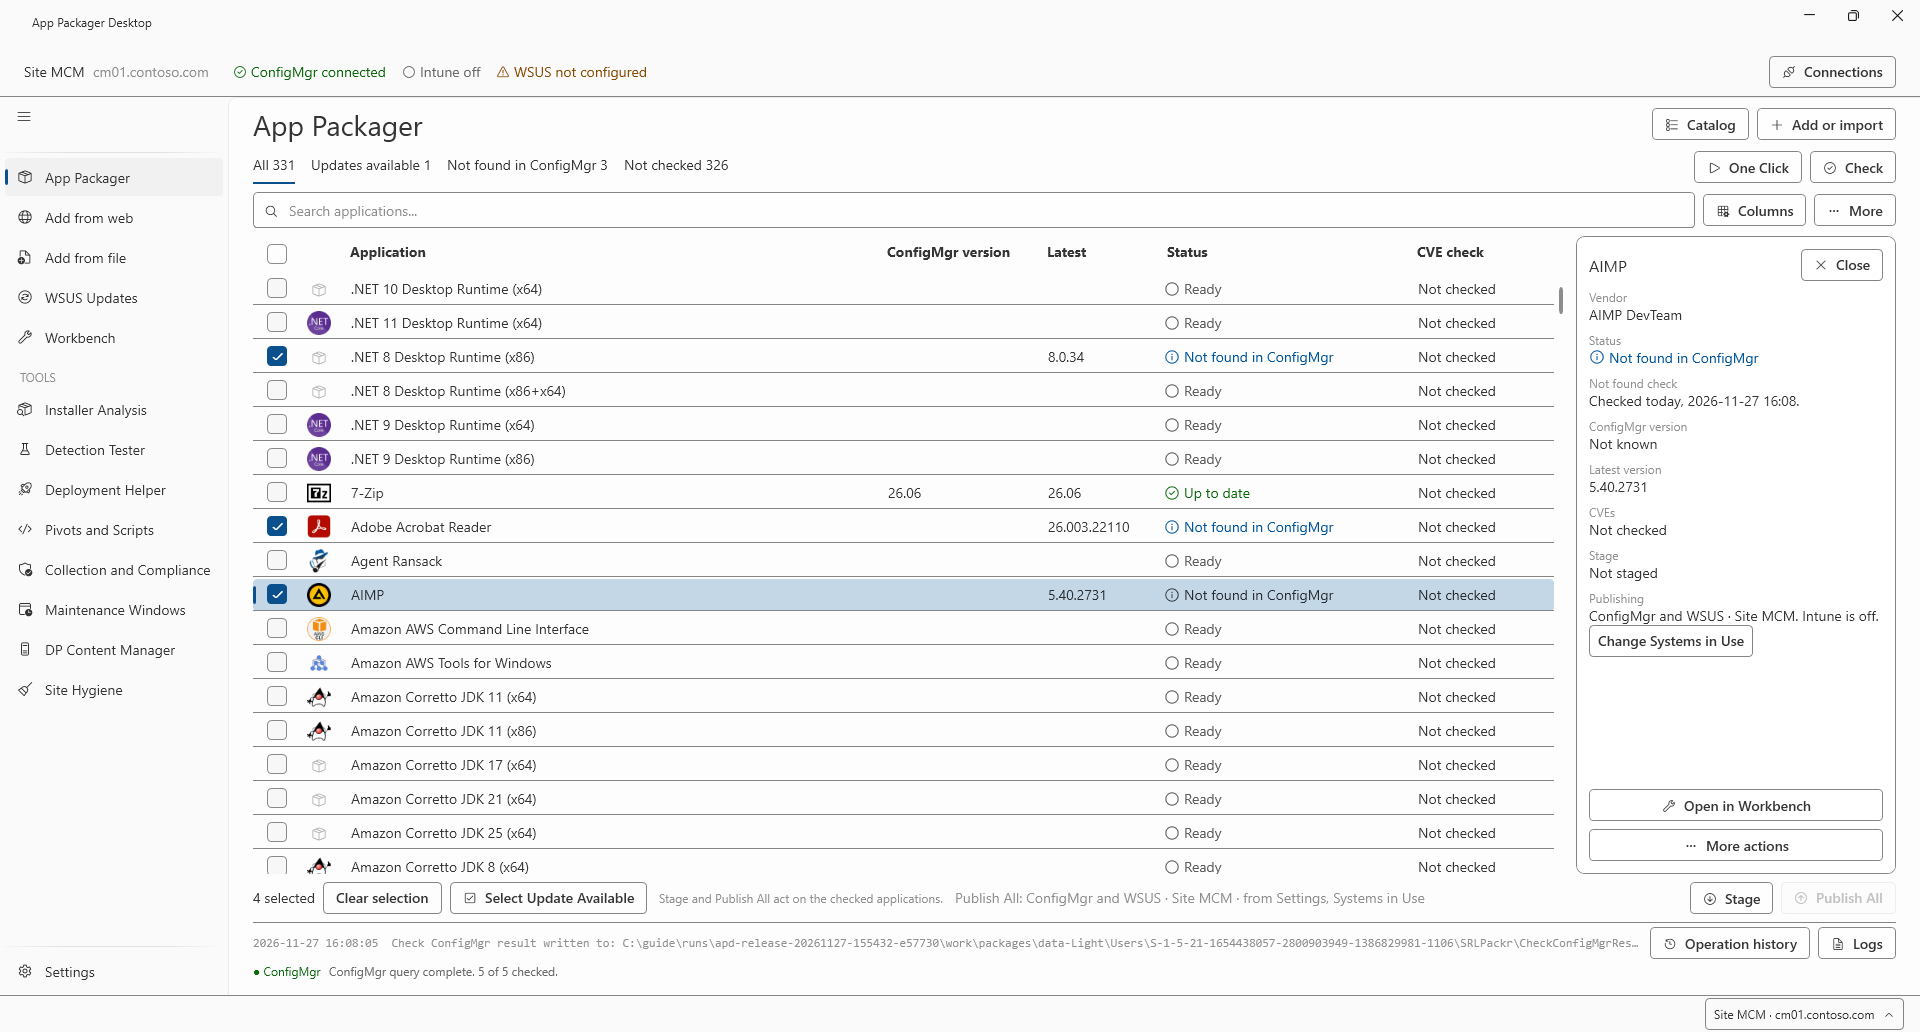 App Packager Desktop
Site MCM cm01.contoso.com ConfigMgr connected Intune off WSUS not configured Connections
App Packager
Add from web
Add from file
WSUS Updates
Workbench
TOOLS
Installer Analysis
Detection Tester
Deployment Helper
Pivots and Scripts
Collection and Compliance
Maintenance Windows
DP Content Manager
Site Hygiene
Settings
App Packager Catalog Add or import
All 331 Updates available 1 Not found in ConfigMgr 3 Not checked 326 One Click Check
Search applications... Columns More
Application ConfigMgr version Latest Status CVE check
.NET 10 Desktop Runtime (x64) Ready Not checked
.NET 11 Desktop Runtime (x64) Ready Not checked
.NET 8 Desktop Runtime (x86) 8.0.34 Not found in ConfigMgr Not checked
.NET 8 Desktop Runtime (x86+x64) Ready Not checked
.NET 9 Desktop Runtime (x64) Ready Not checked
.NET 9 Desktop Runtime (x86) Ready Not checked
7-Zip 26.06 26.06 Up to date Not checked
Adobe Acrobat Reader 26.003.22110 Not found in ConfigMgr Not checked
Agent Ransack Ready Not checked
AIMP 5.40.2731 Not found in ConfigMgr Not checked
Amazon AWS Command Line Interface Ready Not checked
Amazon AWS Tools for Windows Ready Not checked
Amazon Corretto JDK 11 (x64) Ready Not checked
Amazon Corretto JDK 11 (x86) Ready Not checked
Amazon Corretto JDK 17 (x64) Ready Not checked
Amazon Corretto JDK 21 (x64) Ready Not checked
Amazon Corretto JDK 25 (x64) Ready Not checked
Amazon Corretto JDK 8 (x64) Ready Not checked
AIMP Close
Vendor
AIMP DevTeam
Status
Not found in ConfigMgr
Not found check
Checked today, 2026-11-27 16:08.
ConfigMgr version
Not known
Latest version
5.40.2731
CVEs
Not checked
Stage
Not staged
Publishing
ConfigMgr and WSUS · Site MCM. Intune is off.
Change Systems in Use
Open in Workbench
More actions
4 selected Clear selection Select Update Available Stage and Publish All act on the checked applications. Publish All: ConfigMgr and WSUS · Site MCM · from Settings, Systems in Use Stage Publish All
2026-11-27 16:08:05 Check ConfigMgr result written to: C:\guide\runs\apd-release-20261127-155432-e57730\work\packages\data-Light\Users\S-1-5-21-1654438057-2800903949-1386829981-1106\SRLPackr\CheckConfigMgrRes... Operation history Logs
ConfigMgr ConfigMgr query complete. 5 of 5 checked.
Site MCM · cm01.contoso.com